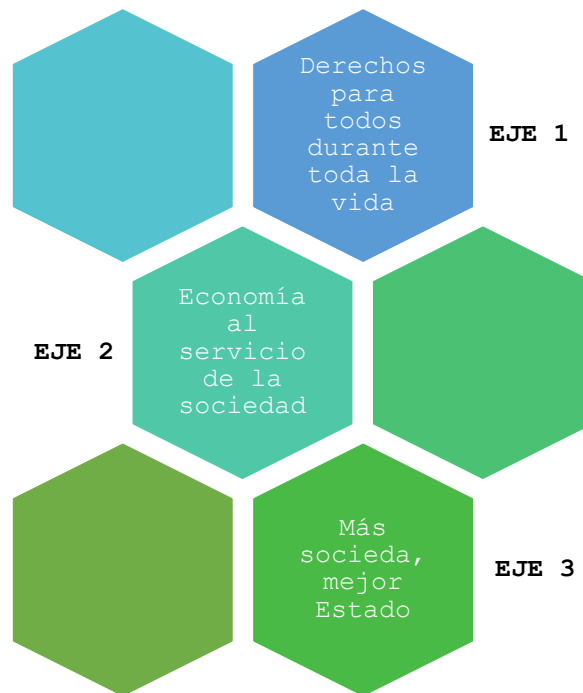 Derechos
para
todos
durante
toda la
vida
EJE 1
Economía
al
servicio
de la
sociedad
EJE 2
Más
socieda,
mejor
Estado
EJE 3